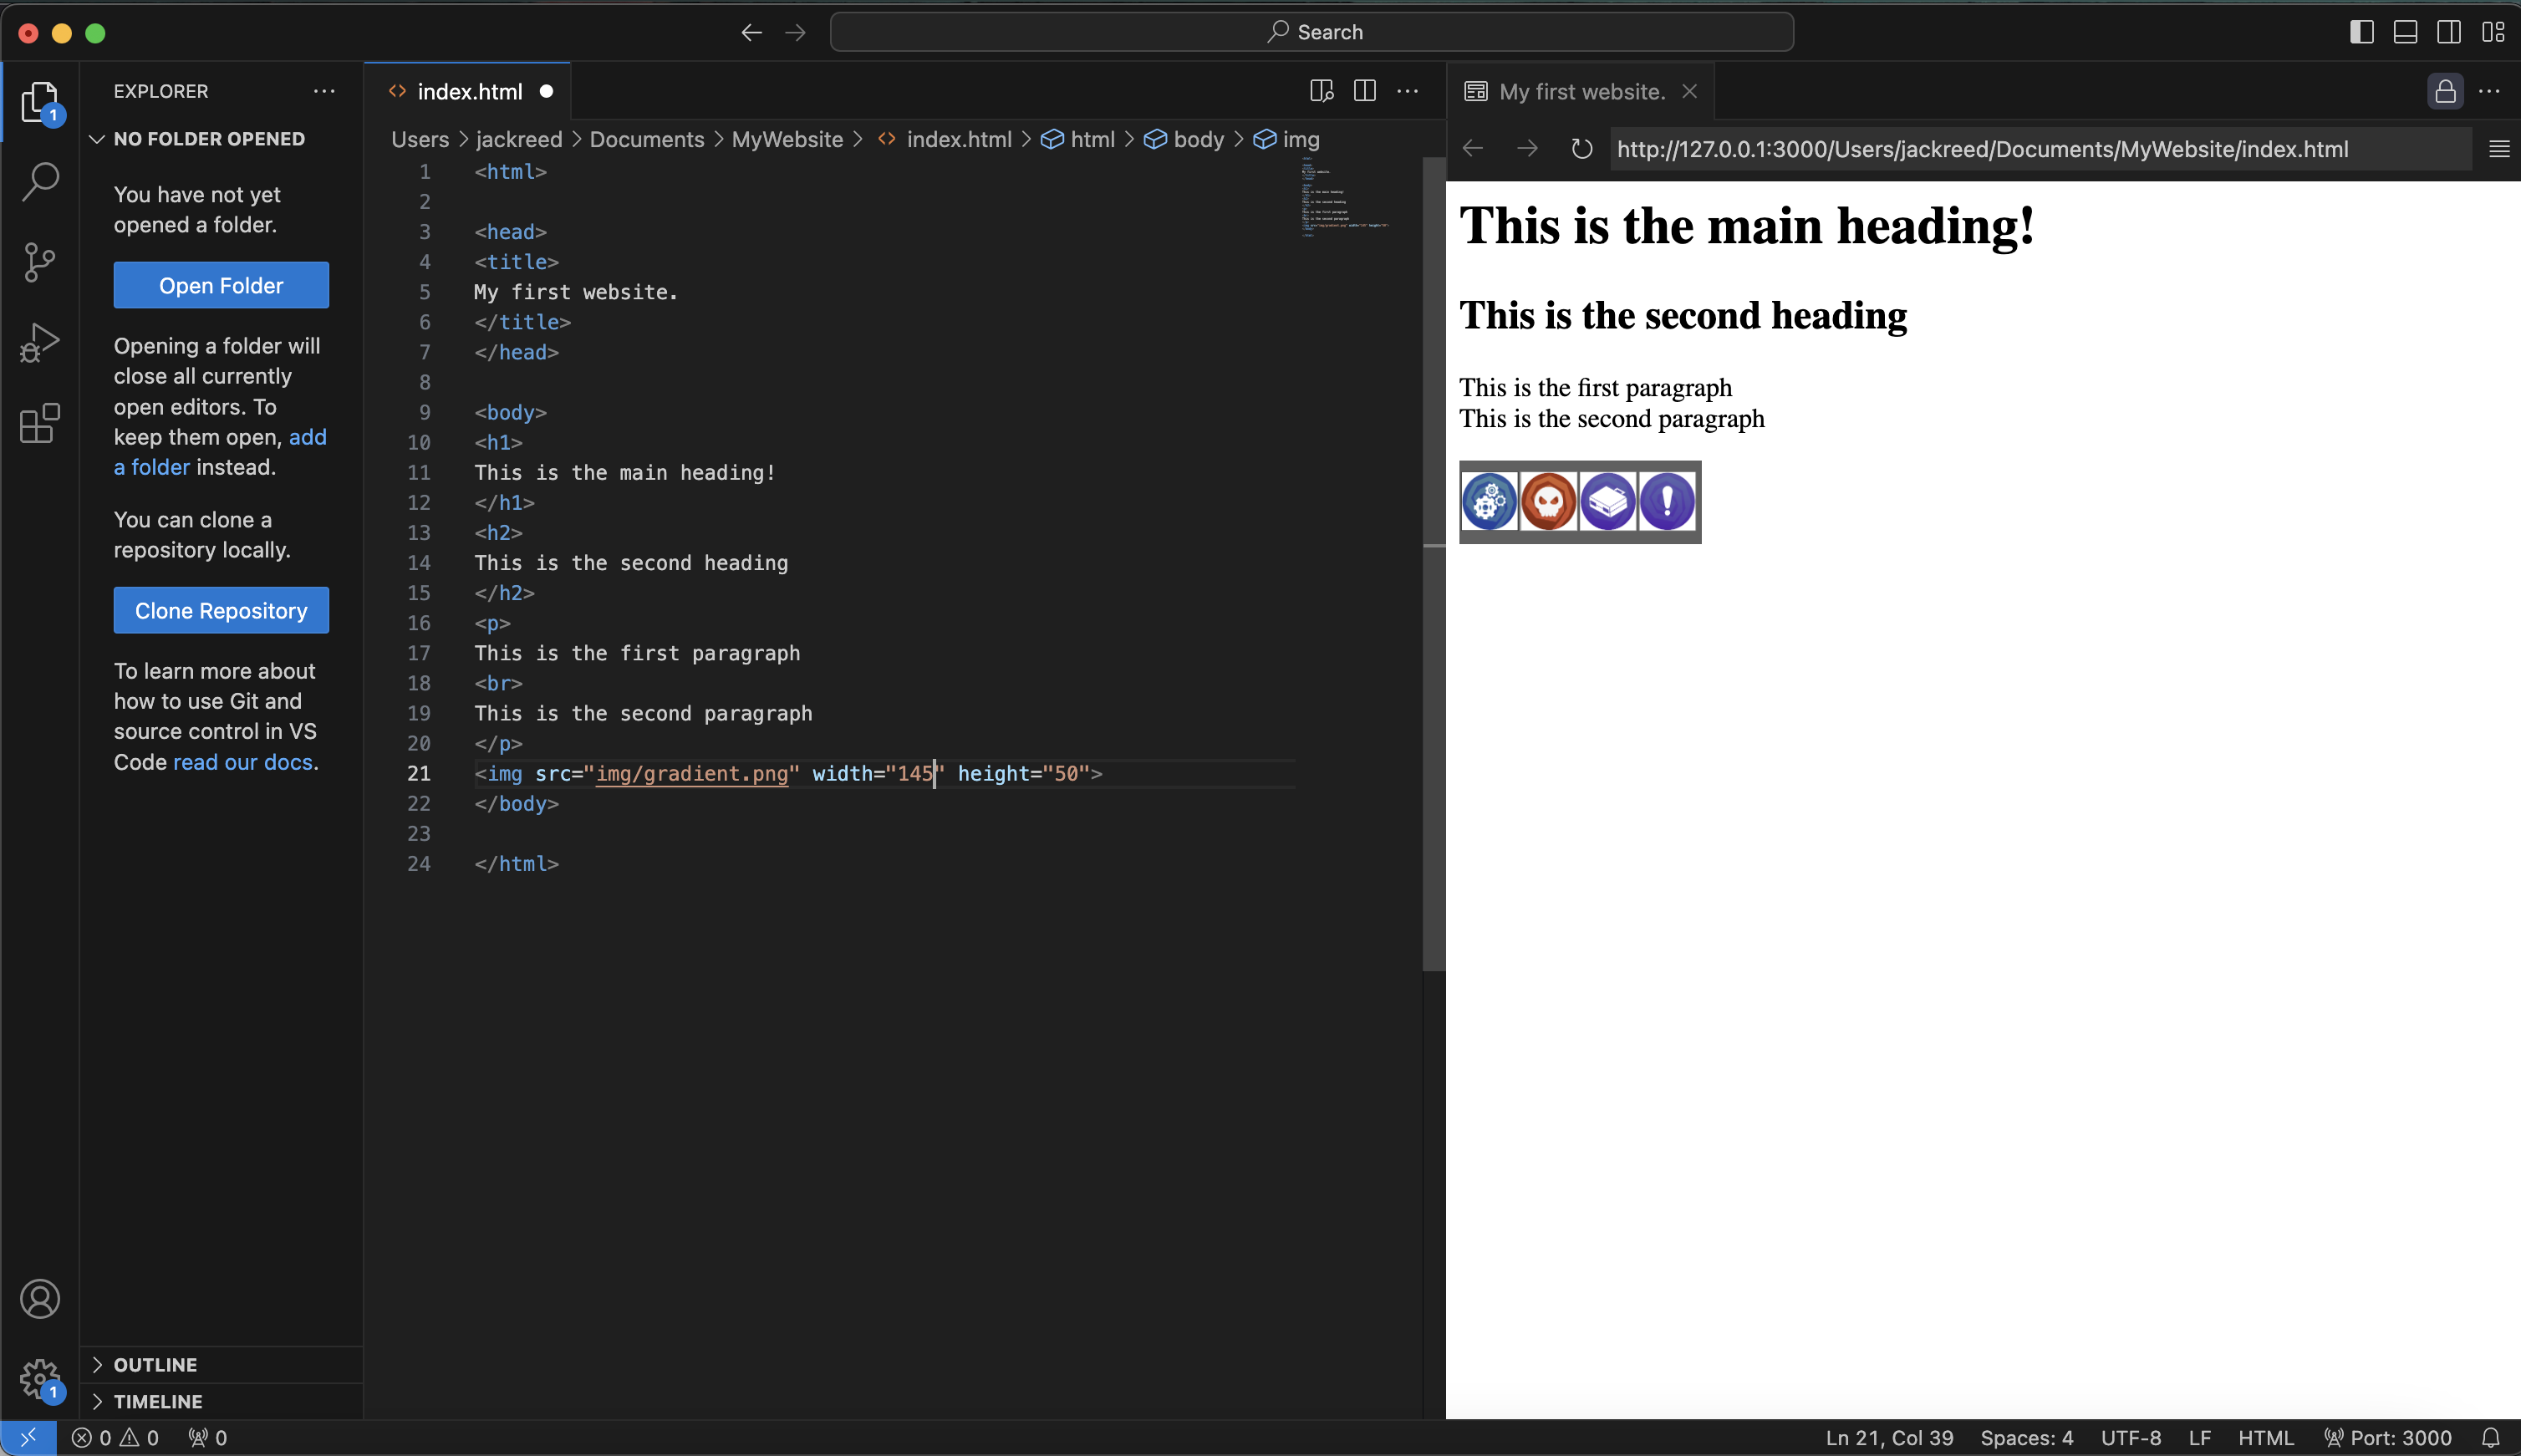 Search
EXPLORER
NO FOLDER OPENED
You have not yet
opened a folder.
Open Folder
Opening a folder will
close all currently
open editors. To
keep them open, add
a folder instead.
You can clone a
repository locally.
Clone Repository
To learn more about
how to use Git and
source control in VS
Code read our docs.
OUTLINE
TIMELINE
1
1
index.html
Users > jackreed > Documents > MyWebsite > index.html > html > body > img
1 <html>
2
3 <head>
4 <title>
5 My first website.
6 </title>
7 </head>
8
9 <body>
10 <h1>
11 This is the main heading!
12 </h1>
13 <h2>
14 This is the second heading
15 </h2>
16 <p>
17 This is the first paragraph
18 <br>
19 This is the second paragraph
20 </p>
21 <img src="img/gradient.png" width="145" height="50">
22 </body>
23
24 </html>
My first website.
http://127.0.0.1:3000/Users/jackreed/Documents/MyWebsite/index.html
This is the main heading!
This is the second heading
This is the first paragraph
This is the second paragraph
0 0 0
Ln 21, Col 39 Spaces: 4 UTF-8 LF HTML Port: 3000